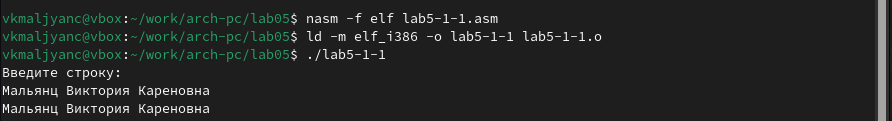 vkmaljyanc@vbox:~/work/arch-pc/lab05$ nasm -f elf lab5-1-1.asm
vkmaljyanc@vbox:~/work/arch-pc/lab05$ ld -m elf_i386 -o lab5-1-1 lab5-1-1.o
vkmaljyanc@vbox:~/work/arch-pc/lab05$ ./lab5-1-1
Введите строку:
Мальянц Виктория Кареновна
Мальянц Виктория Кареновна